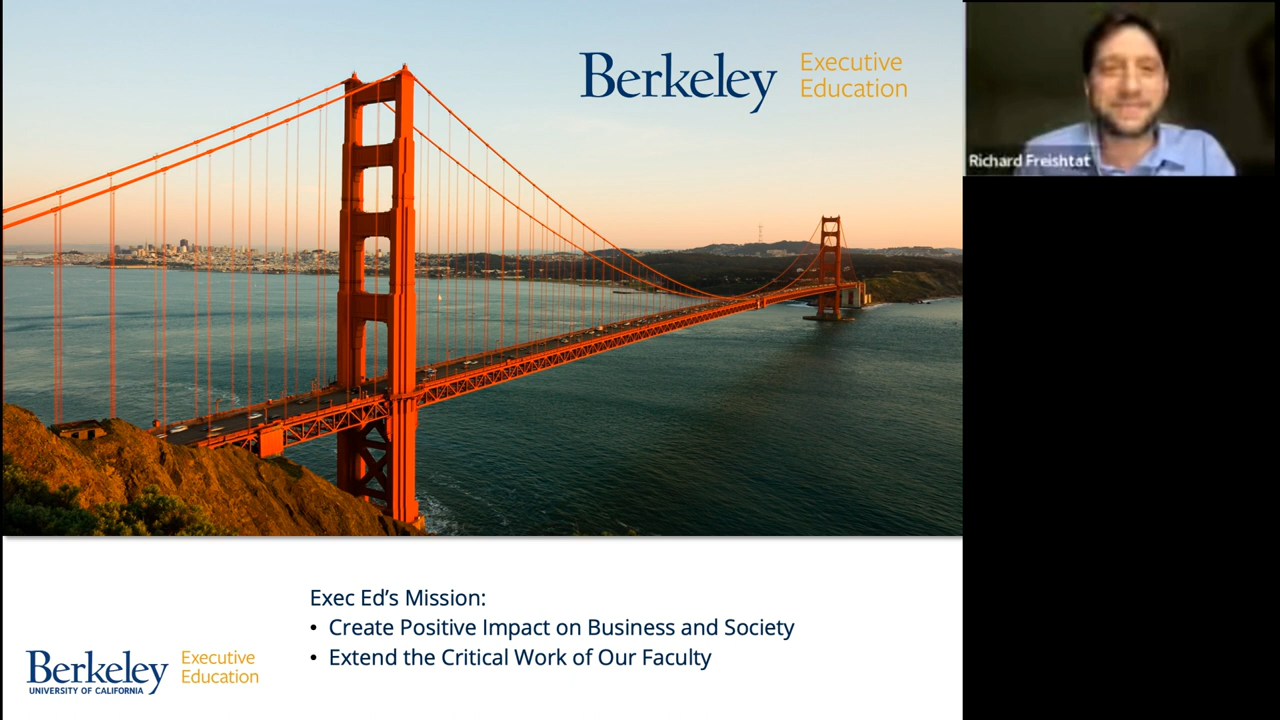 Berkeley
Executive
Education
Richard Freishtat
Exec Ed’s Mission:
• Create Positive Impact on Business and Society
• Extend the Critical Work of Our Faculty
Berkeley
UNIVERSITY OF CALIFORNIA
Executive
Education